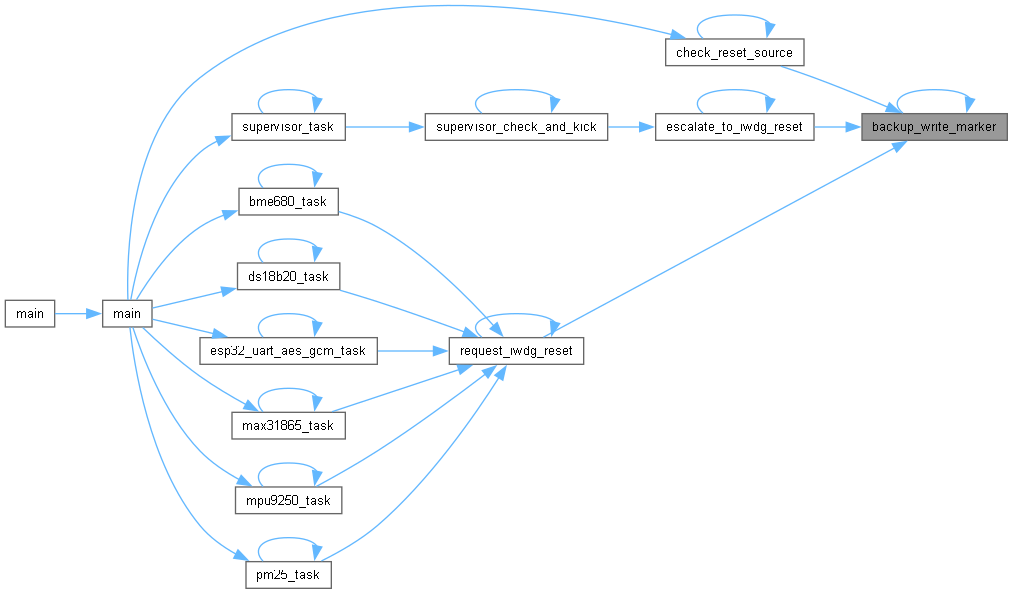 check_reset_source
supervisor_task
supervisor_check_and_kick
escalate_to_iwdg_reset
backup_write_marker
bme680_task
ds18b20_task
main
main
esp32_uart_aes_gcm_task
request_iwdg_reset
max31865_task
mpu9250_task
pm25_task